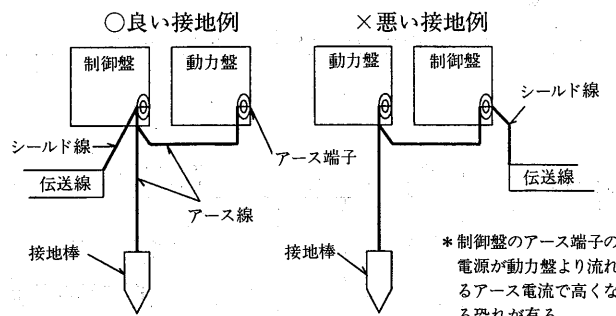 ○良い接地例
×悪い接地例
制御盤
動力盤
動力盤
制御盤
シールド線
シールド線
アース端子
伝送線
伝送線
アース線
接地棒
接地棒
＊制御盤のアース端子の
電源が動力盤より流れ
るアース電流で高くな
る恐れが有る